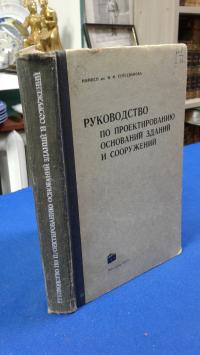 НИИОСП им. Н. М. ГЕРСЕВАНОВА
РУКОВОДСТВО
ПО ПРОЕКТИРОВАНИЮ
ОСНОВАНИЙ ЗДАНИЙ
И СООРУЖЕНИЙ
РУКОВОДСТВО ПО ПРОЕКТИРОВАНИЮ ОСНОВАНИЙ ЗДАНИЙ И СООРУЖЕНИЙ